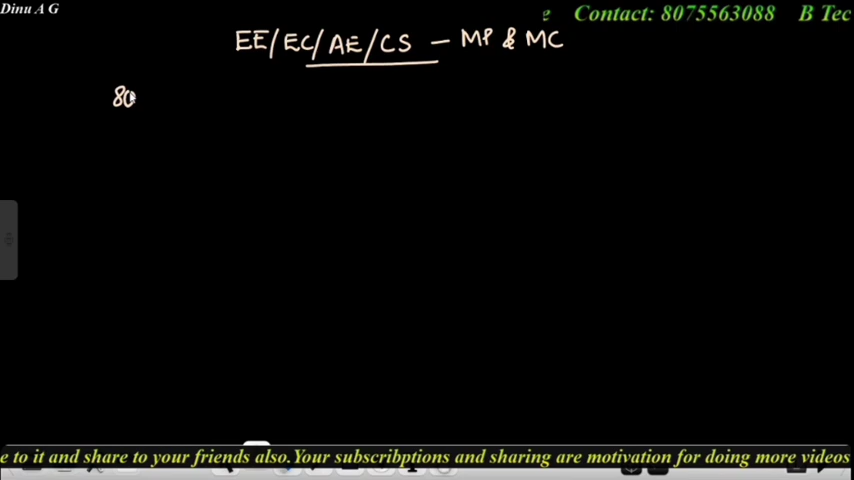 Dinu A G
e Contact: 8075563088 B Tec
EE/EC/AE/CS - MP & MC
80
e to it and share to your friends also.Your subscribptions and sharing are motivation for doing more videos